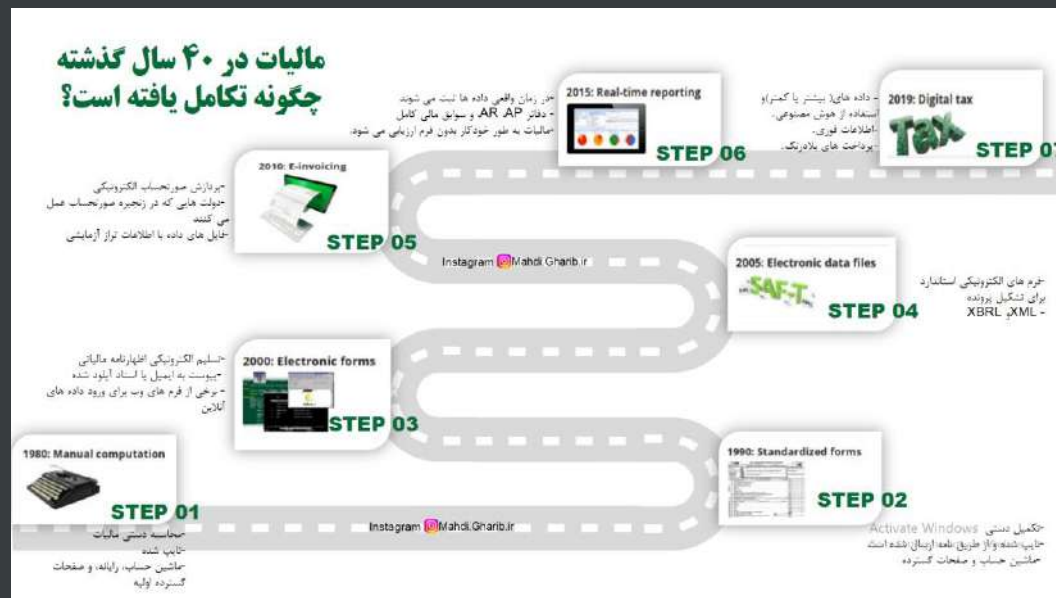 مالیات در ۴۰ سال گذشته
چگونه تکامل یافته است؟
1980: Manual computation
STEP 01
-محاسبه دستی مالیات
-تایپ شده
-ماشین حساب، رایانه، و صفحات
گسترده اولیه
1990: Standardized forms
STEP 02
-تکمیل دستی
-تایپ شده و از طریق نامه ارسال شده است
-ماشین حساب و صفحات گسترده
Activate Windows
2000: Electronic forms
STEP 03
-تسلیم الکترونیکی اظهارنامه مالیاتی
-پیوست به ایمیل یا اسناد آپلود شده
- برخی از فرم های وب برای ورود داده های
آنلاین
2005: Electronic data files
SAF-T
STEP 04
-فرم های الکترونیکی استاندارد
برای تشکیل پرونده
- XML و XBRL
2010: E-invoicing
STEP 05
-پردازش صورتحساب الکترونیکی
-دولت هایی که در زنجیره صورتحساب عمل
می کنند
-فایل های داده با اطلاعات تراز آزمایشی
2015: Real-time reporting
STEP 06
-در زمان واقعی داده ها ثبت می شوند
- دفاتر AR ،AP و سوابق مالی کامل
-مالیات به طور خودکار بدون فرم ارزیابی می شود.
2019: Digital tax
Tax
STEP 07
- داده های( بیشتر یا کمتر)و
استفاده از هوش مصنوعی.
-اطلاعات فوری.
-پرداخت های بلادرنگ.
Instagram Mahdi.Gharib.ir
Instagram Mahdi.Gharib.ir